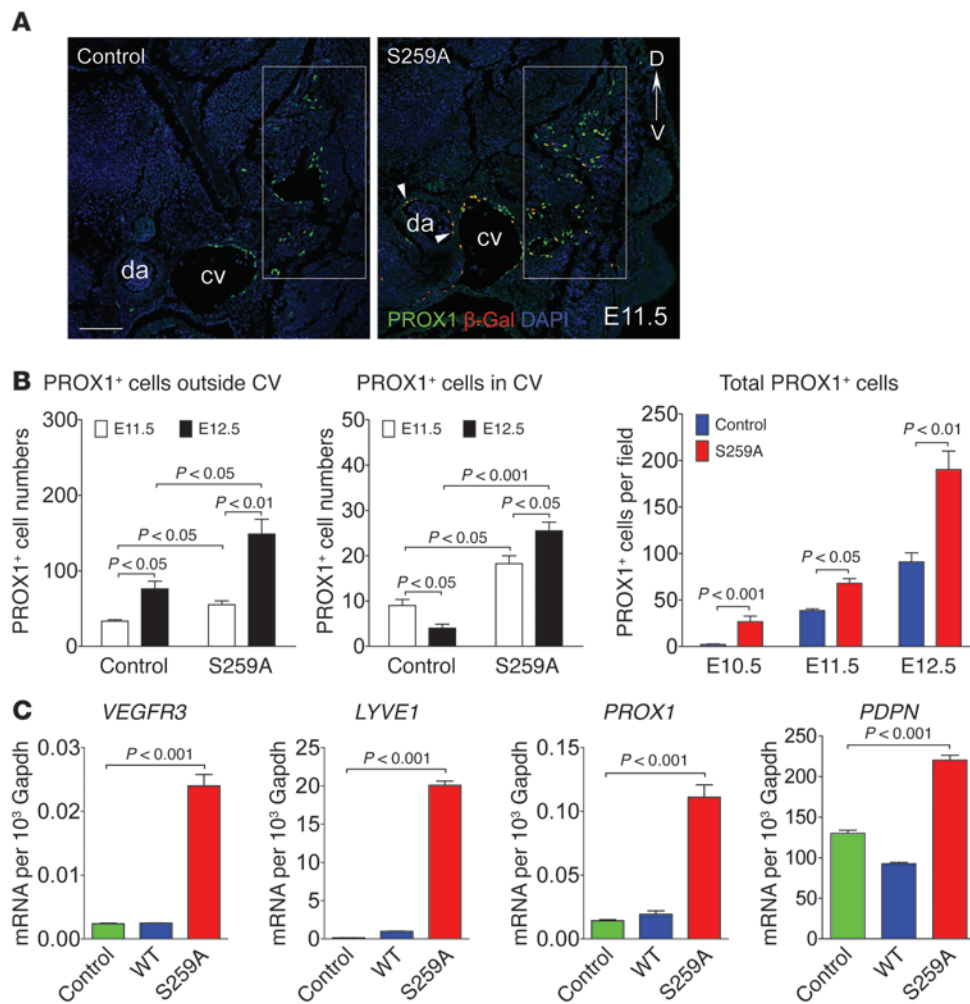 A
Control
S259A
D
V
da
cv
da
cv
PROX1 β-Gal DAPI
E11.5
B
PROX1⁺ cells outside CV
PROX1⁺ cell numbers
300
250
150
100
0
E11.5
E12.5
P < 0.05
P < 0.01
P < 0.05
P < 0.05
Control
S259A
PROX1⁺ cells in CV
PROX1⁺ cell numbers
50
40
20
10
0
E11.5
E12.5
P < 0.001
P < 0.05
P < 0.05
P < 0.05
Control
S259A
Total PROX1⁺ cells
PROX1⁺ cells per field
250
200
150
100
50
0
Control
S259A
P < 0.001
P < 0.05
P < 0.01
E10.5
E11.5
E12.5
C
VEGFR3
mRNA per 10³ Gapdh
0.03
0.02
0.01
0.00
P < 0.001
Control
WT
S259A
LYVE1
mRNA per 10³ Gapdh
25
20
15
10
5
0
P < 0.001
Control
WT
S259A
PROX1
mRNA per 10³ Gapdh
0.15
0.10
0.05
0.00
P < 0.001
Control
WT
S259A
PDPN
mRNA per 10³ Gapdh
250
200
150
100
50
0
P < 0.001
Control
WT
S259A